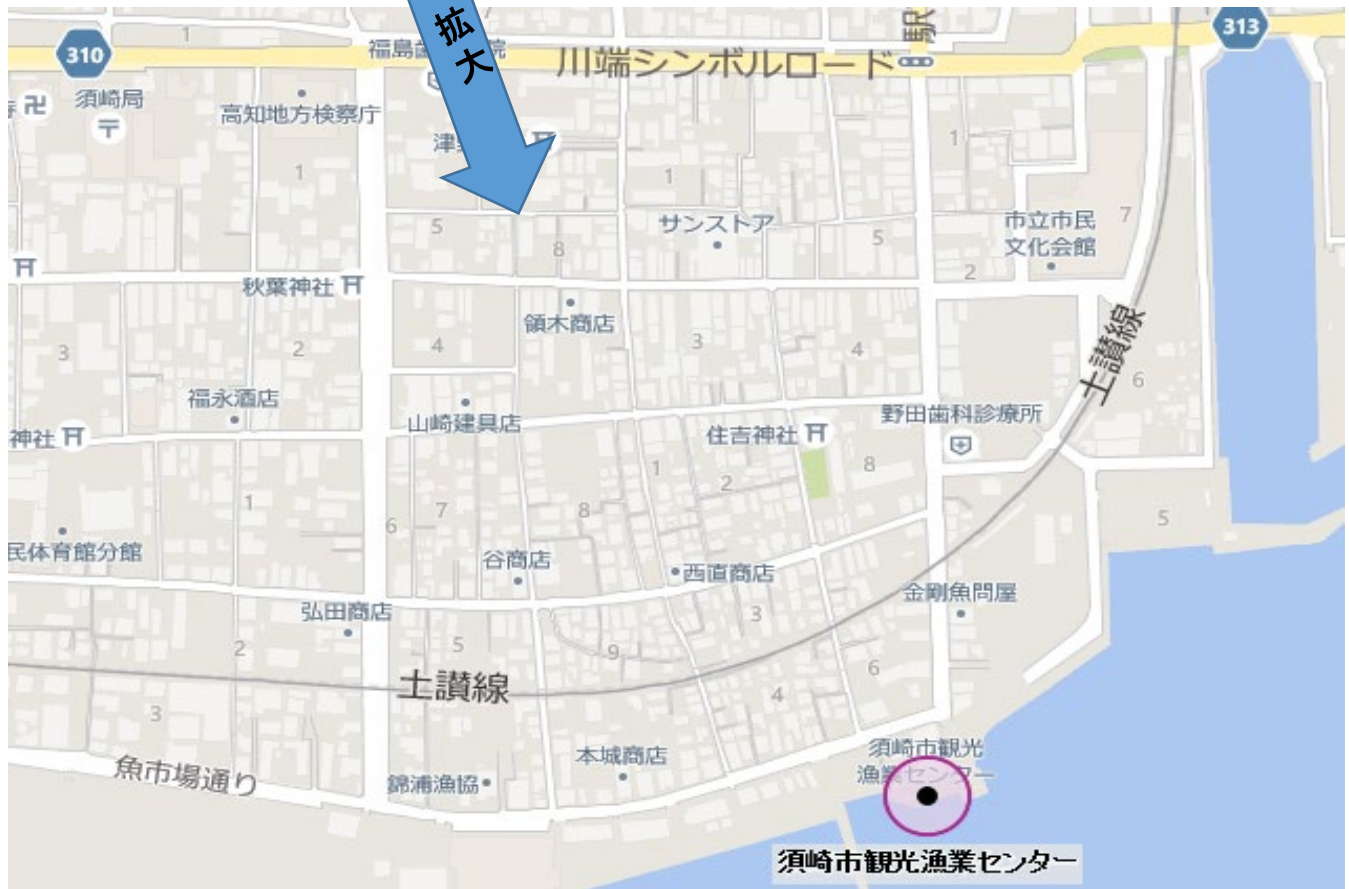 拡大
310
1
福島歯
院
川端シンボルロード
駅
313
卍
須崎局
高知地方検察庁
津
1
1
1
5
8
サンストア
5
市立市民
文化会館
7
2
秋葉神社
領木商店
3
2
4
3
4
土讃線
6
福永酒店
山崎建具店
住吉神社
野田歯科診療所
神社
1
6
7
8
1
2
8
5
民体育館分館
谷商店
西直商店
金剛魚問屋
弘田商店
2
5
9
3
6
土讃線
3
4
魚市場通り
錦浦漁協
本城商店
須崎市観光
漁業センター
須崎市観光漁業センター